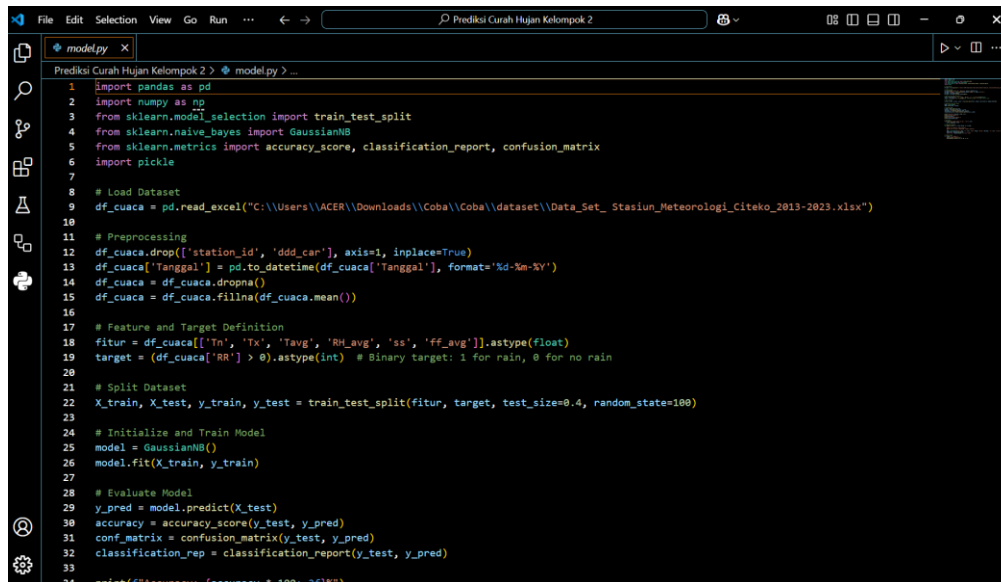 File Edit Selection View Go Run ··· ← → Prediksi Curah Hujan Kelompok 2
model.py ×
Prediksi Curah Hujan Kelompok 2 > model.py > ...
1 import pandas as pd
2 import numpy as np
3 from sklearn.model_selection import train_test_split
4 from sklearn.naive_bayes import GaussianNB
5 from sklearn.metrics import accuracy_score, classification_report, confusion_matrix
6 import pickle
7
8 # Load Dataset
9 df_cuaca = pd.read_excel("C:\\Users\\ACER\\Downloads\\Coba\\Coba\\dataset\\Data_Set_ Stasiun_Meteorologi_Citeko_2013-2023.xlsx")
10
11 # Preprocessing
12 df_cuaca.drop(['station_id', 'ddd_car'], axis=1, inplace=True)
13 df_cuaca['Tanggal'] = pd.to_datetime(df_cuaca['Tanggal'], format='%d-%m-%Y')
14 df_cuaca = df_cuaca.dropna()
15 df_cuaca = df_cuaca.fillna(df_cuaca.mean())
16
17 # Feature and Target Definition
18 fitur = df_cuaca[['Tn', 'Tx', 'Tavg', 'RH_avg', 'ss', 'ff_avg']].astype(float)
19 target = (df_cuaca['RR'] > 0).astype(int)  # Binary target: 1 for rain, 0 for no rain
20
21 # Split Dataset
22 X_train, X_test, y_train, y_test = train_test_split(fitur, target, test_size=0.4, random_state=100)
23
24 # Initialize and Train Model
25 model = GaussianNB()
26 model.fit(X_train, y_train)
27
28 # Evaluate Model
29 y_pred = model.predict(X_test)
30 accuracy = accuracy_score(y_test, y_pred)
31 conf_matrix = confusion_matrix(y_test, y_pred)
32 classification_rep = classification_report(y_test, y_pred)
33
34 print(f"Accuracy: {accuracy * 100:.2f}%")